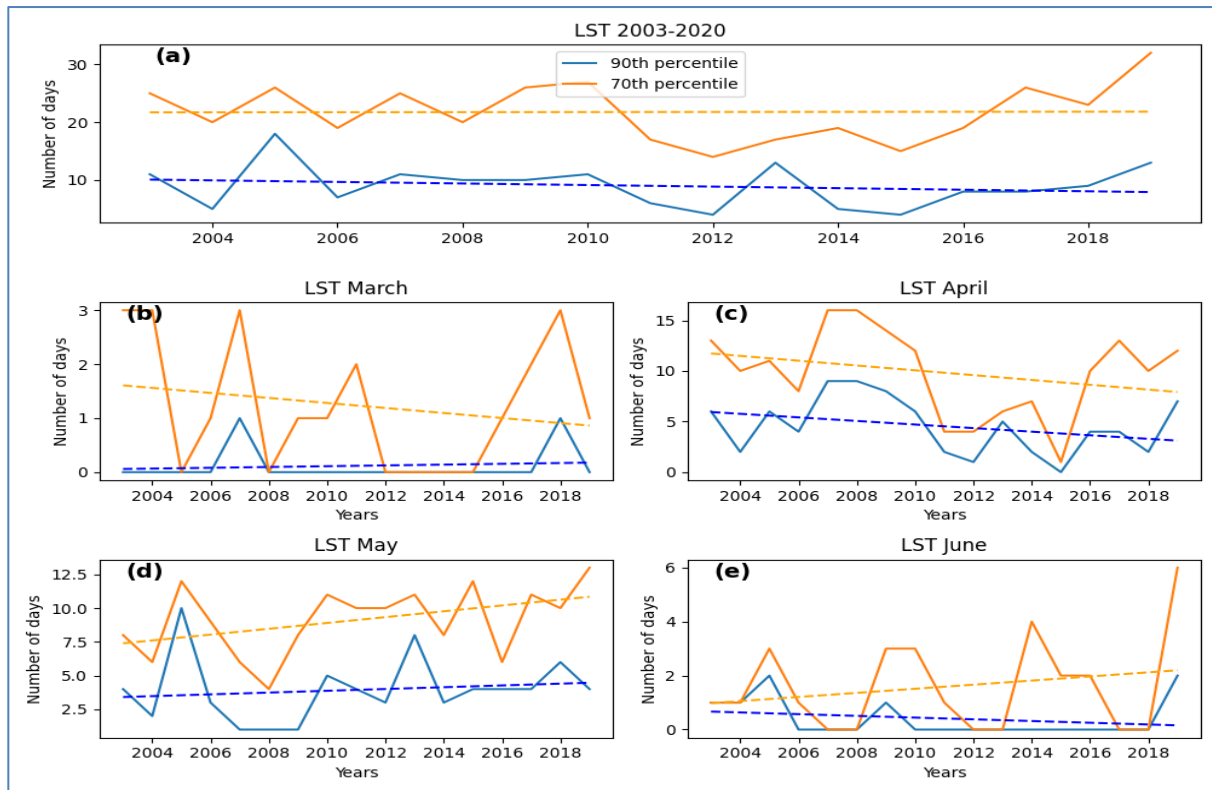 LST 2003-2020
(a)
90th percentile
70th percentile
Number of days
30
20
10
2004 2006 2008 2010 2012 2014 2016 2018
LST March
(b)
Number of days
3
2
1
0
2004 2006 2008 2010 2012 2014 2016 2018
Years
LST April
(c)
Number of days
15
10
5
0
2004 2006 2008 2010 2012 2014 2016 2018
Years
LST May
(d)
Number of days
12.5
10.0
7.5
5.0
2.5
2004 2006 2008 2010 2012 2014 2016 2018
Years
LST June
(e)
Number of days
6
4
2
0
2004 2006 2008 2010 2012 2014 2016 2018
Years